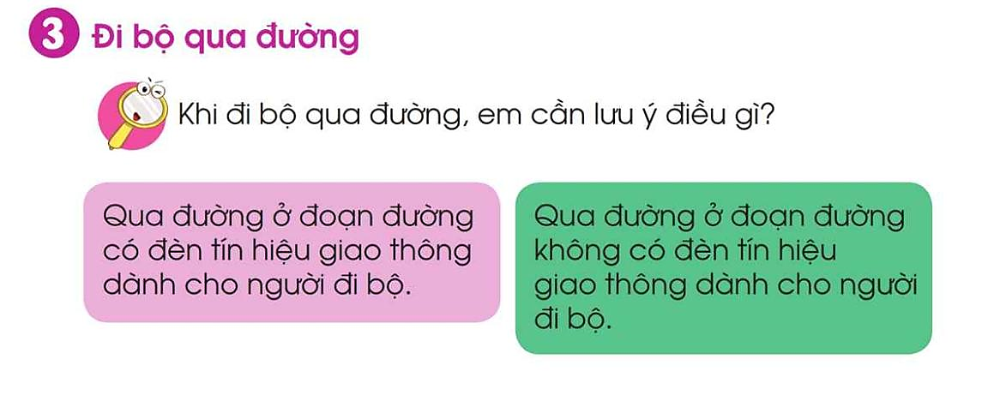 3 Đi bộ qua đường
Khi đi bộ qua đường, em cần lưu ý điều gì?
Qua đường ở đoạn đường
có đèn tín hiệu giao thông
dành cho người đi bộ.
Qua đường ở đoạn đường
không có đèn tín hiệu
giao thông dành cho người
đi bộ.